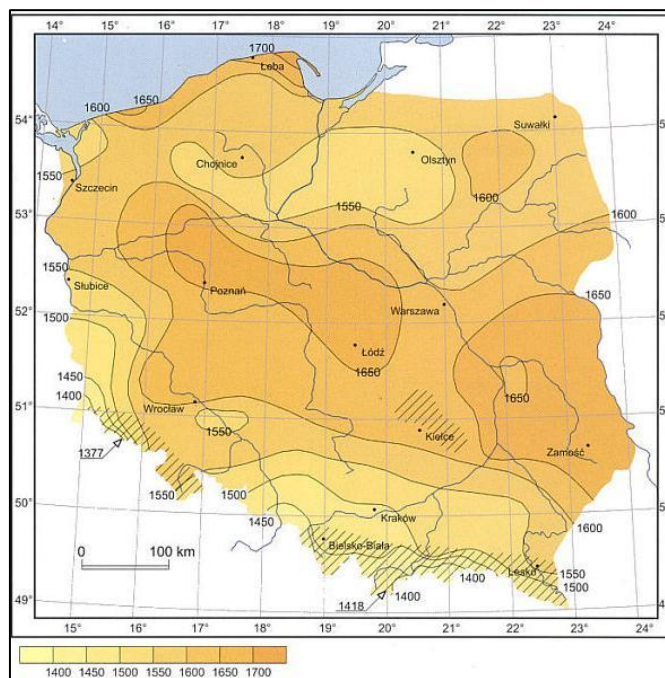 1700
Łeba
1650
1600
54°
Suwałki
Chojnice
Olsztyn
1550
Szczecin
1600
1550
53°
1600
1550
Słubice
1650
Poznań
52°
Warszawa
1500
Łódź
1650
1450
1650
51°
1400
Wrocław
1550
Kielce
Zamość
1377
1550
1500
50°
1450
Kraków
1600
0 100 km
Bielsko-Biała
Lesko
1550
1400
1500
1418
1400
49°
15° 16° 17° 18° 19° 20° 21° 22° 23°
1400 1450 1500 1550 1600 1650 1700